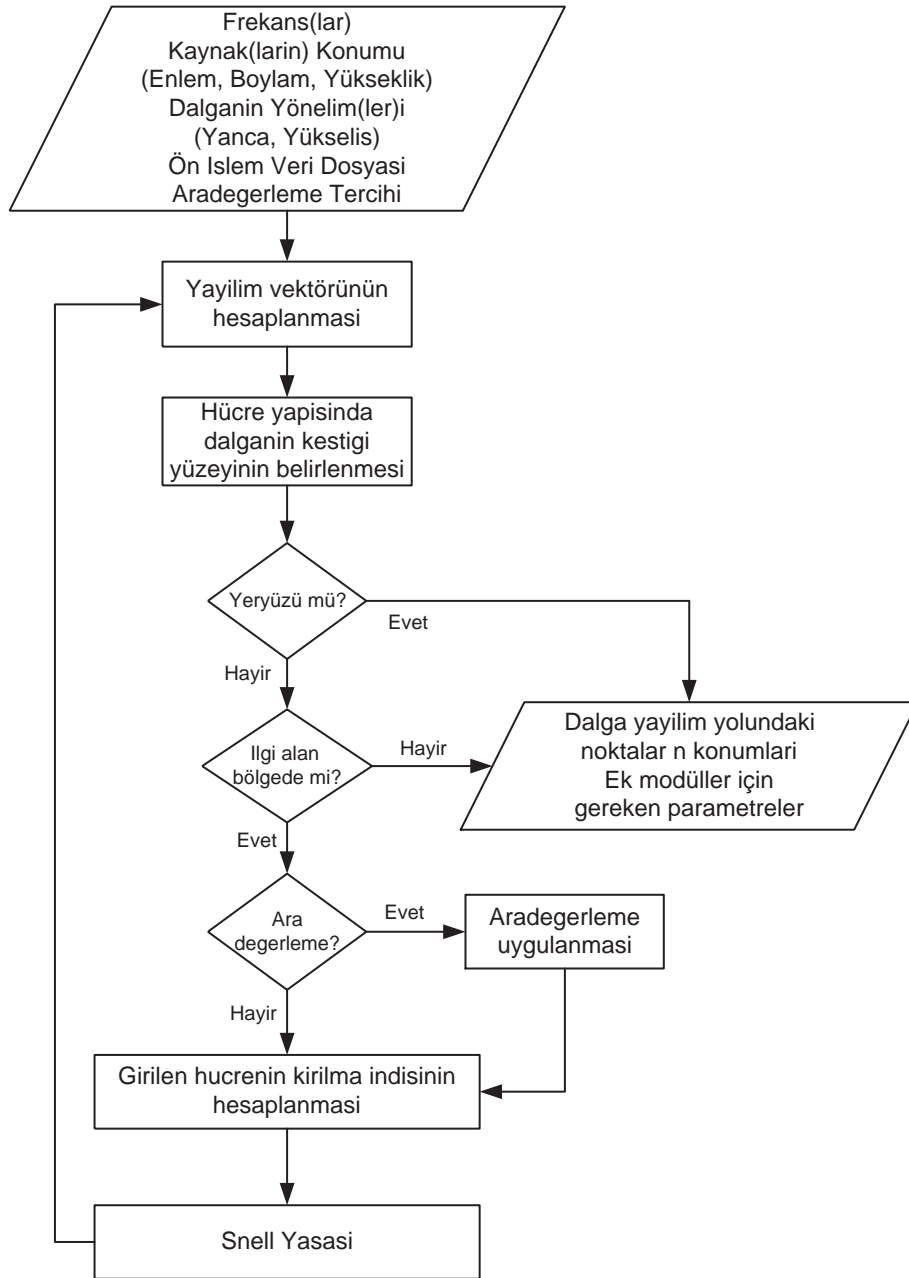 Frekans(lar)
Kaynak(larin) Konumu
(Enlem, Boylam, Yükseklik)
Dalganin Yönelim(ler)i
(Yanca, Yükselis)
Ön Islem Veri Dosyasi
Aradegerleme Tercihi
Yayilim vektörünün
hesaplanmasi
Hücre yapisinda
dalganin kestigi
yüzeyinin belirlenmesi
Yeryüzü mü?
Evet
Hayir
Ilgi alan
bölgede mi?
Hayir
Dalga yayilim yolundaki
noktalar n konumlari
Ek modüller için
gereken parametreler
Evet
Ara
degerleme?
Evet
Aradegerleme
uygulanmasi
Hayir
Girilen hucrenin kirilma indisinin
hesaplanmasi
Snell Yasasi